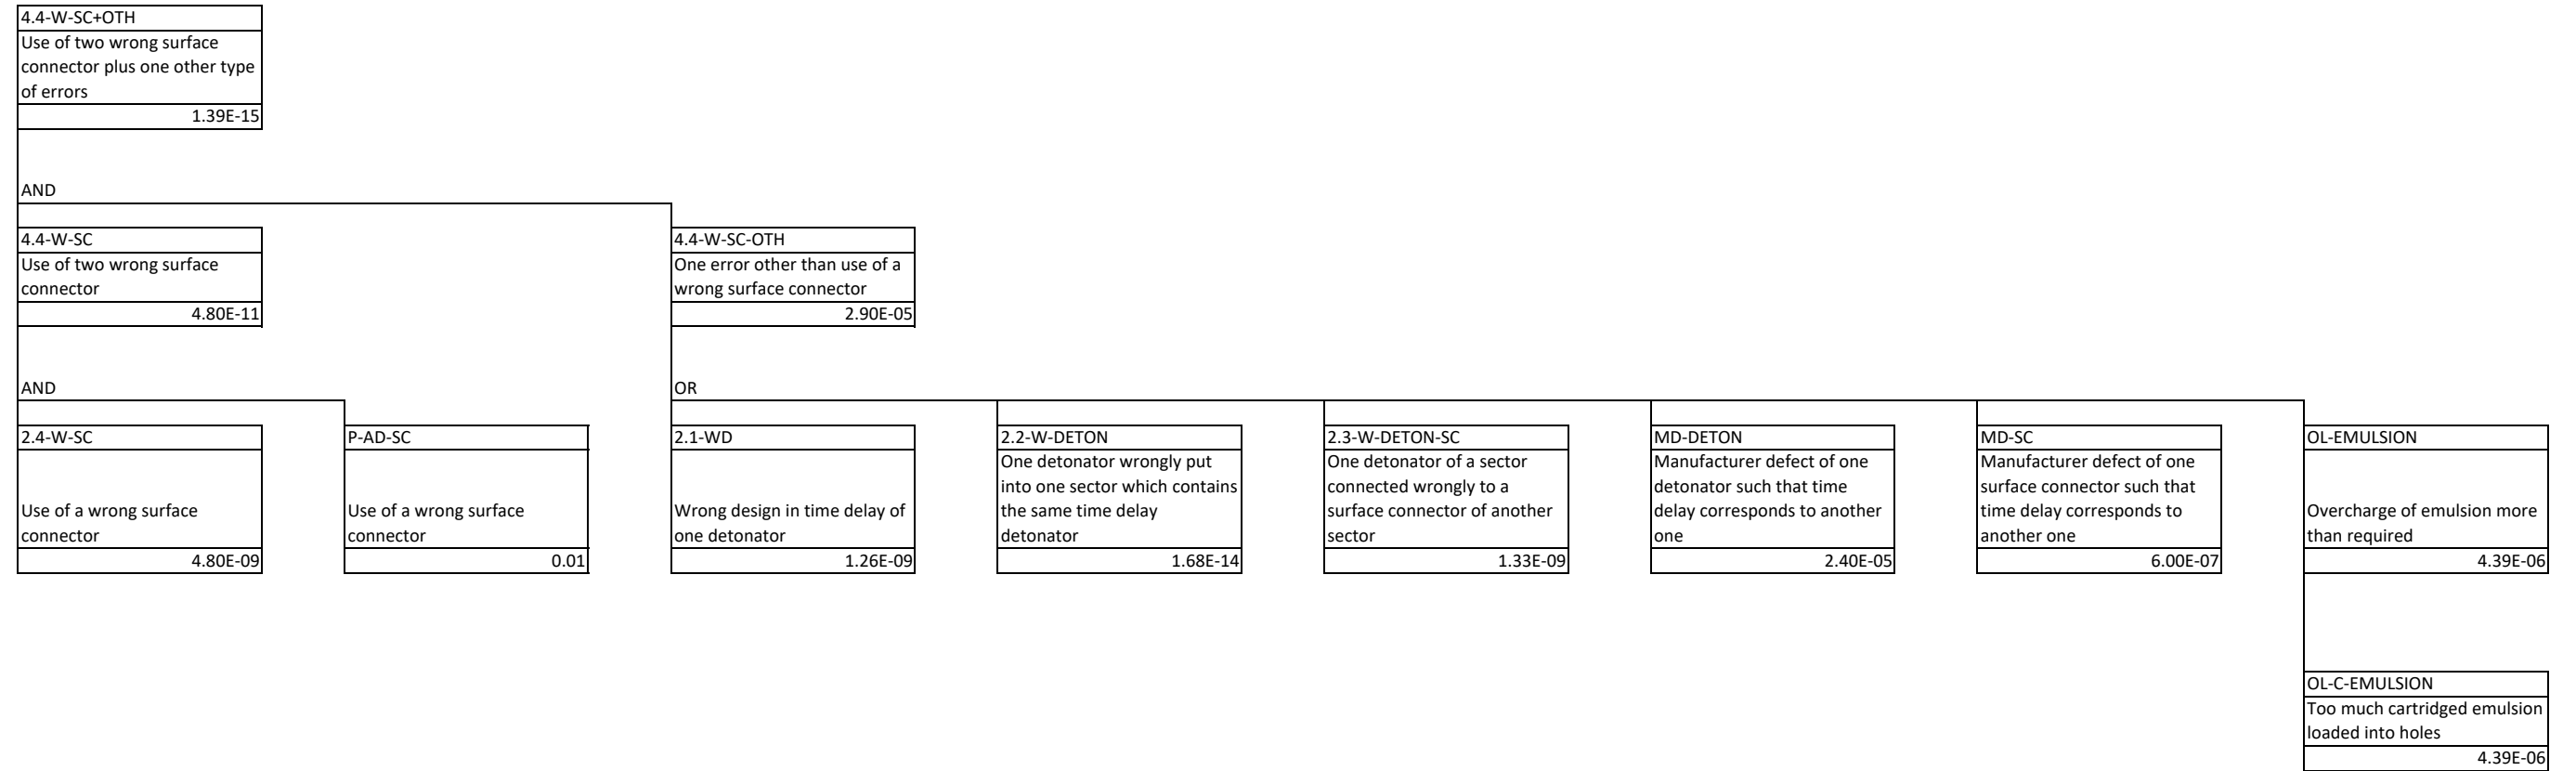 4.4-W-SC+OTH
Use of two wrong surface
connector plus one other type
of errors
1.39E-15
AND
4.4-W-SC
Use of two wrong surface
connector
4.80E-11
4.4-W-SC-OTH
One error other than use of a
wrong surface connector
2.90E-05
AND
OR
2.4-W-SC
Use of a wrong surface
connector
4.80E-09
P-AD-SC
Use of a wrong surface
connector
0.01
2.1-WD
Wrong design in time delay of
one detonator
1.26E-09
2.2-W-DETON
One detonator wrongly put
into one sector which contains
the same time delay
detonator
1.68E-14
2.3-W-DETON-SC
One detonator of a sector
connected wrongly to a
surface connector of another
sector
1.33E-09
MD-DETON
Manufacturer defect of one
detonator such that time
delay corresponds to another
one
2.40E-05
MD-SC
Manufacturer defect of one
surface connector such that
time delay corresponds to
another one
6.00E-07
OL-EMULSION
Overcharge of emulsion more
than required
4.39E-06
OL-C-EMULSION
Too much cartridged emulsion
loaded into holes
4.39E-06